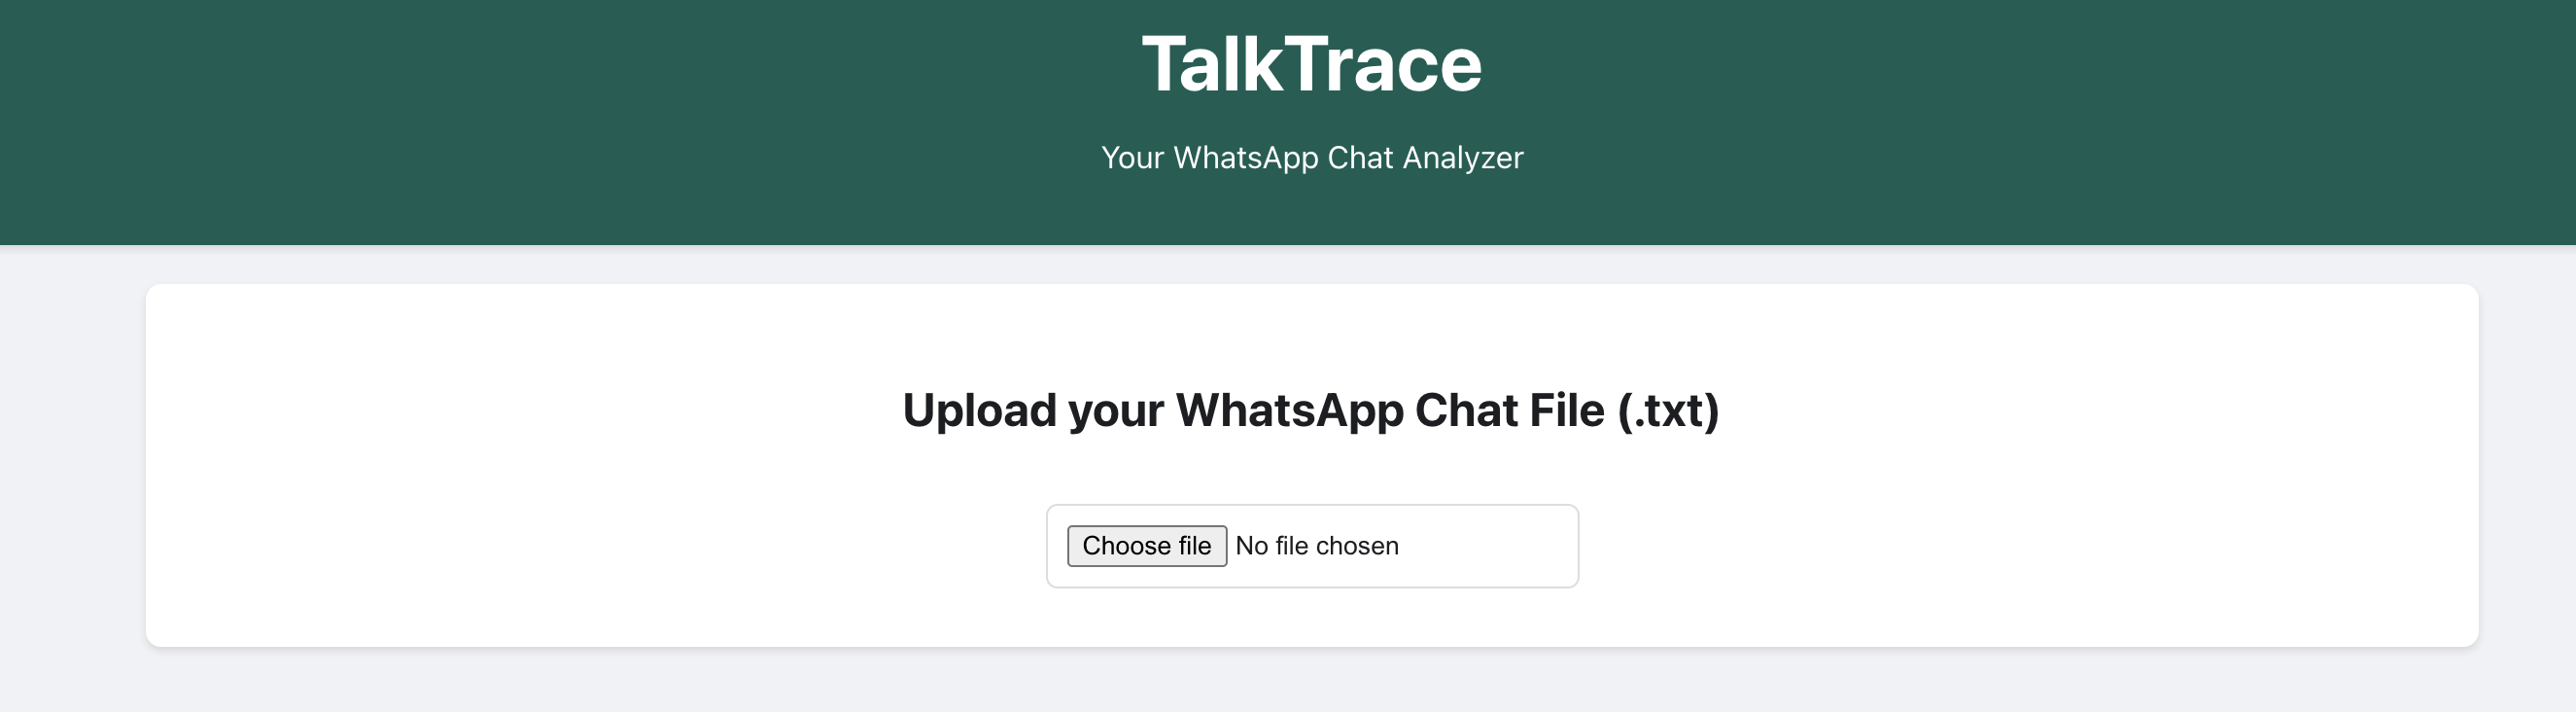 TalkTrace
Your WhatsApp Chat Analyzer
Upload your WhatsApp Chat File (.txt)
Choose file No file chosen